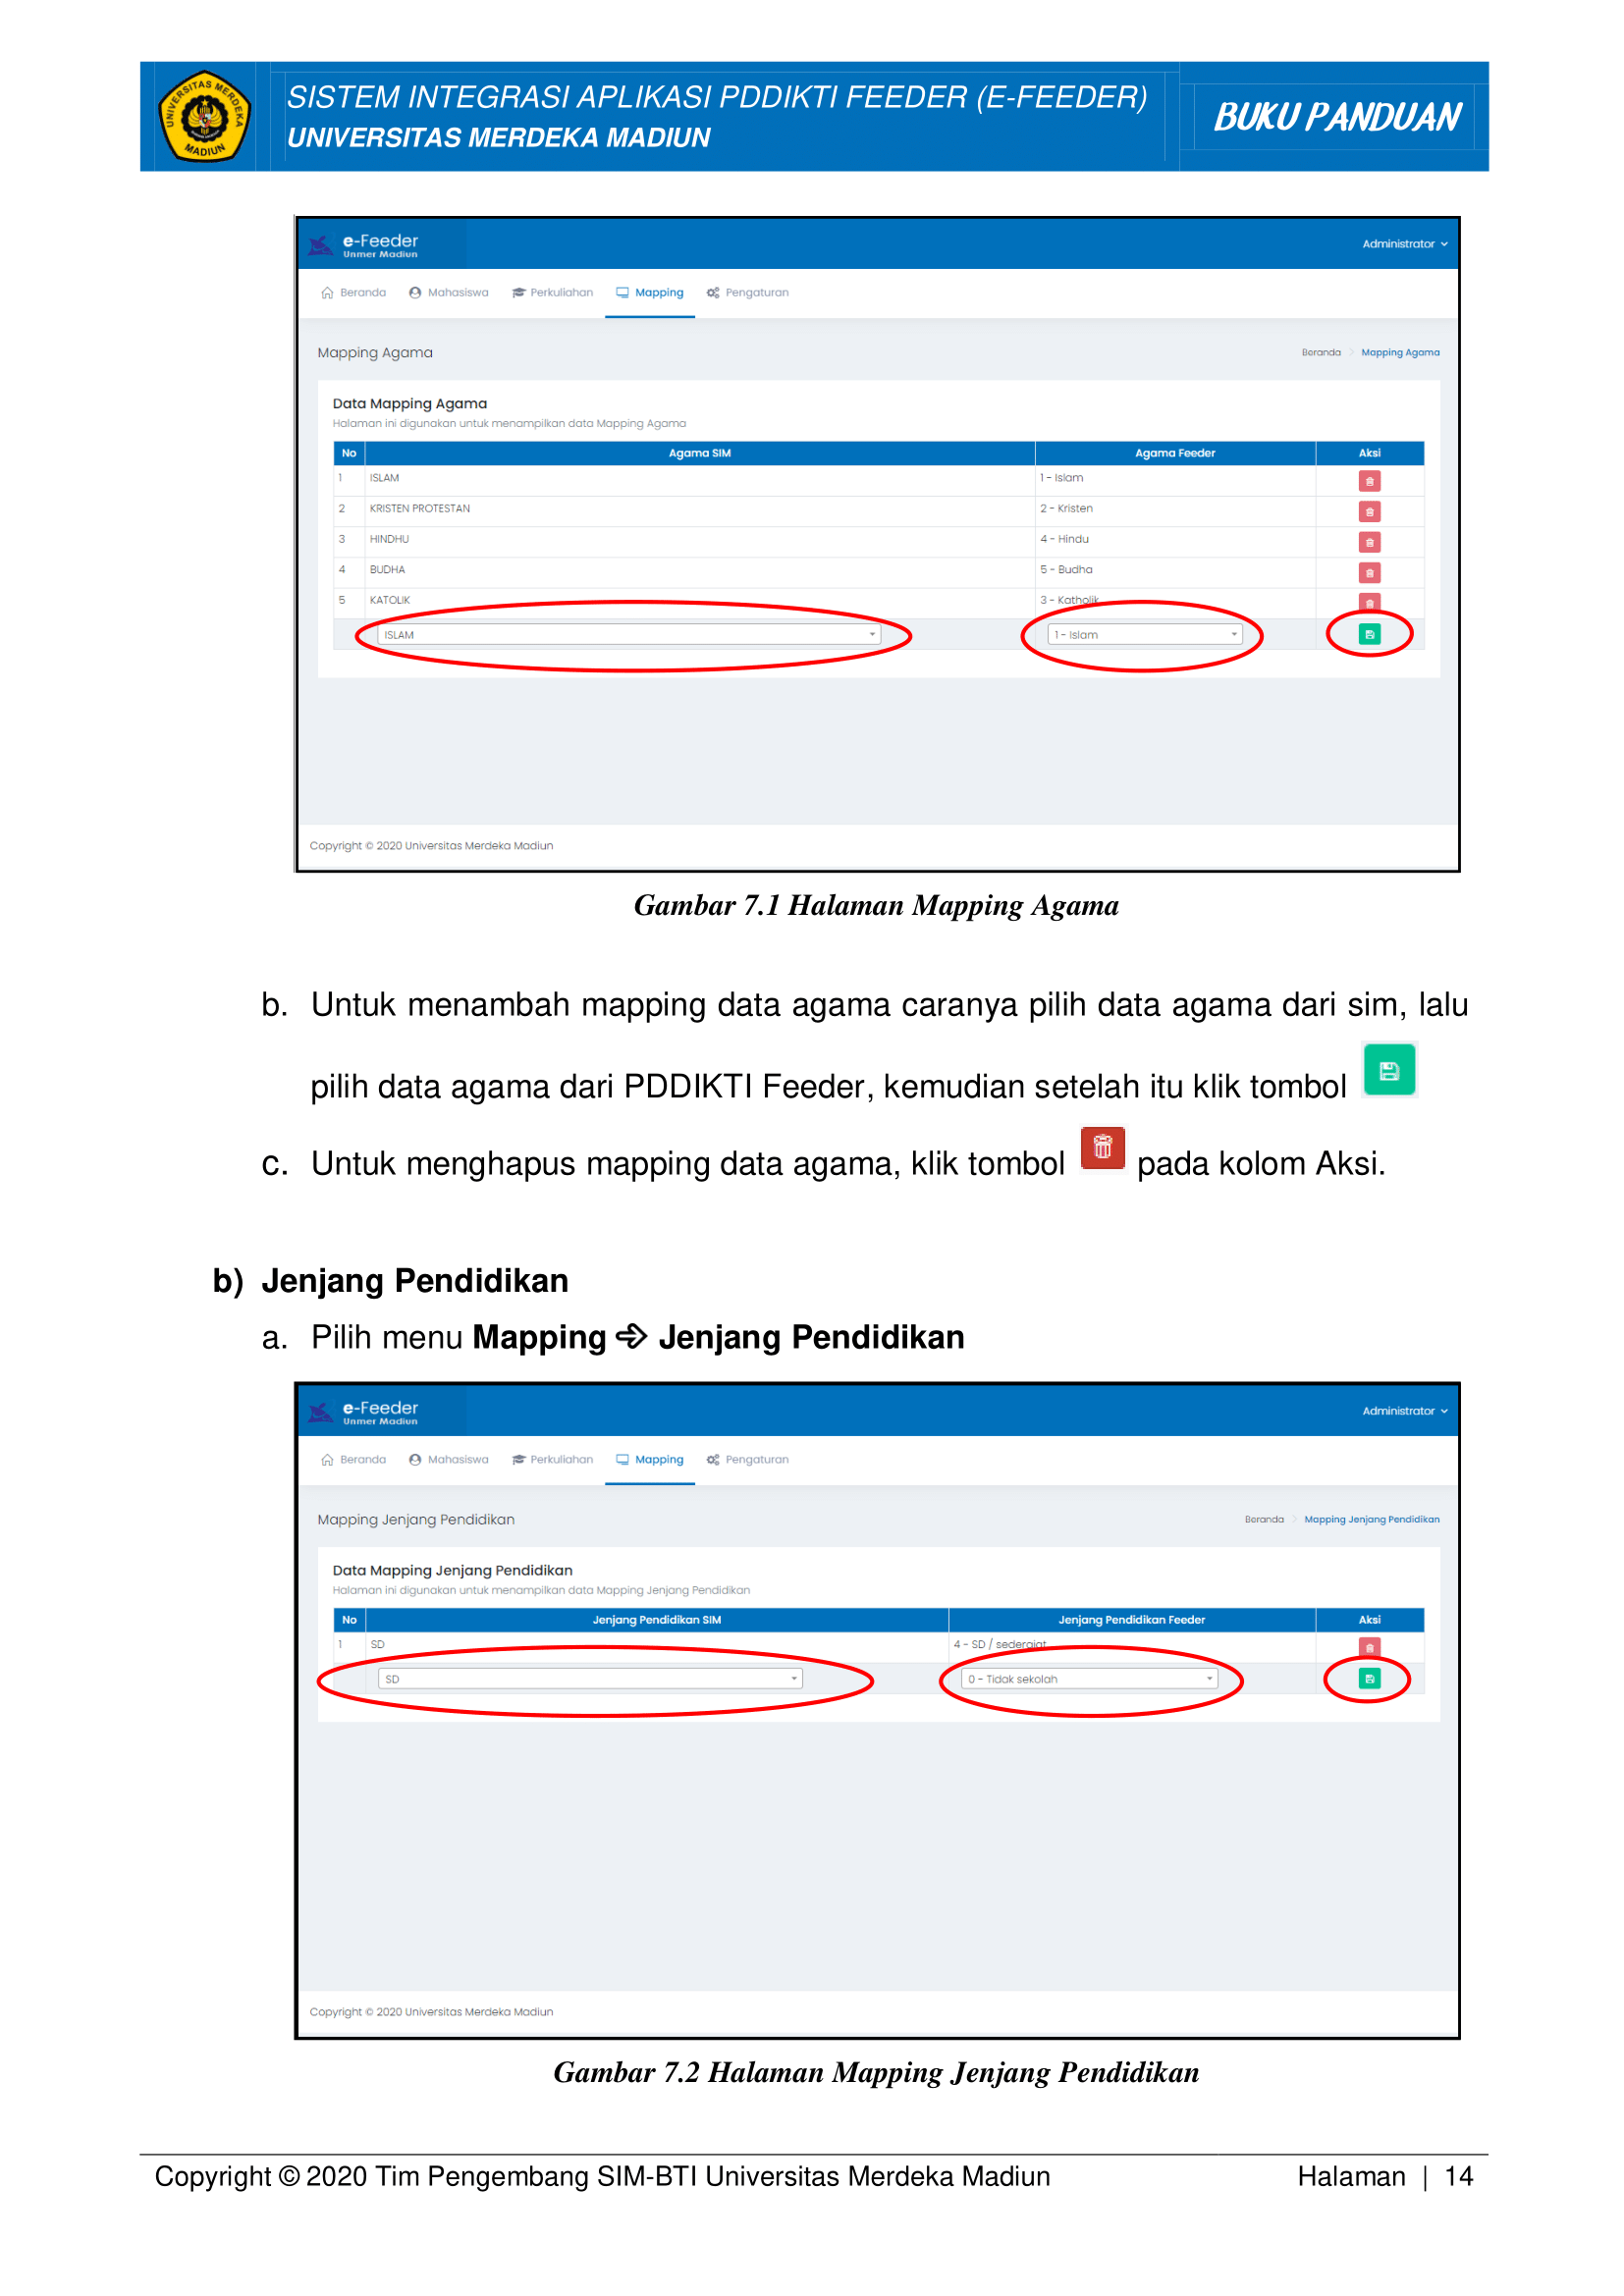 UNIVERSITAS MERDEKA
MADIUN
SISTEM INTEGRASI APLIKASI PDDIKTI FEEDER (E-FEEDER)
UNIVERSITAS MERDEKA MADIUN
BUKU PANDUAN
e-Feeder
Unmer Madiun
Administrator
Beranda Mahasiswa Perkuliahan Mapping Pengaturan
Mapping Agama
Beranda > Mapping Agama
Data Mapping Agama
Halaman ini digunakan untuk menampilkan data Mapping Agama
No Agama SIM Agama Feeder Aksi
1 ISLAM 1 - Islam
2 KRISTEN PROTESTAN 2 - Kristen
3 HINDHU 4 - Hindu
4 BUDHA 5 - Budha
5 KATOLIK 3 - Katholik
ISLAM 1 - Islam
Copyright © 2020 Universitas Merdeka Madiun
Gambar 7.1 Halaman Mapping Agama
b. Untuk menambah mapping data agama caranya pilih data agama dari sim, lalu
pilih data agama dari PDDIKTI Feeder, kemudian setelah itu klik tombol
c. Untuk menghapus mapping data agama, klik tombol pada kolom Aksi.
b) Jenjang Pendidikan
a. Pilih menu Mapping ➾ Jenjang Pendidikan
e-Feeder
Unmer Madiun
Administrator
Beranda Mahasiswa Perkuliahan Mapping Pengaturan
Mapping Jenjang Pendidikan
Beranda > Mapping Jenjang Pendidikan
Data Mapping Jenjang Pendidikan
Halaman ini digunakan untuk menampilkan data Mapping Jenjang Pendidikan
No Jenjang Pendidikan SIM Jenjang Pendidikan Feeder Aksi
1 SD 4 - SD / sederajat
SD 0 - Tidak sekolah
Copyright © 2020 Universitas Merdeka Madiun
Gambar 7.2 Halaman Mapping Jenjang Pendidikan
Copyright © 2020 Tim Pengembang SIM-BTI Universitas Merdeka Madiun
Halaman | 14